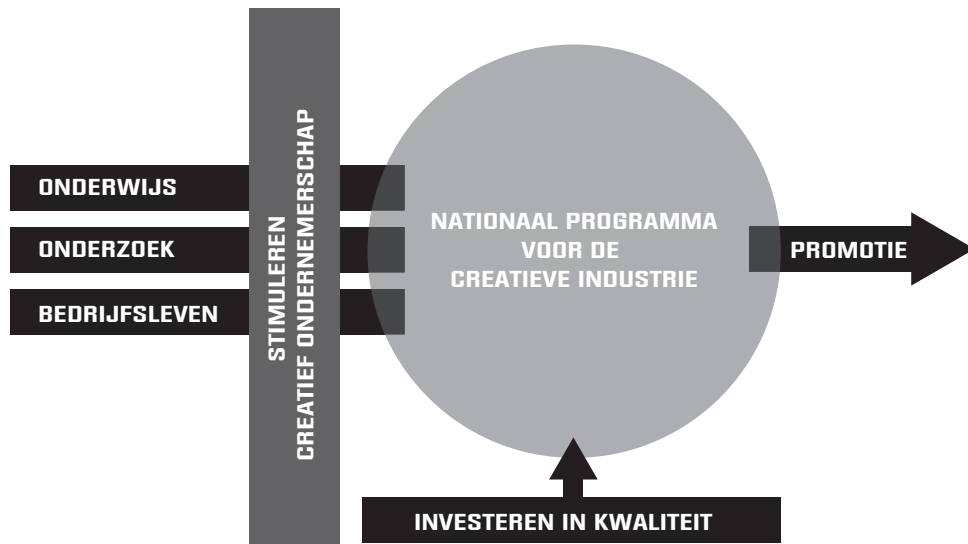 ONDERWIJS
ONDERZOEK
BEDRIJFSLEVEN
STIMULEREN
CREATIEF ONDERNEMERSCHAP
NATIONAAL PROGRAMMA
VOOR DE
CREATIEVE INDUSTRIE
PROMOTIE
INVESTEREN IN KWALITEIT